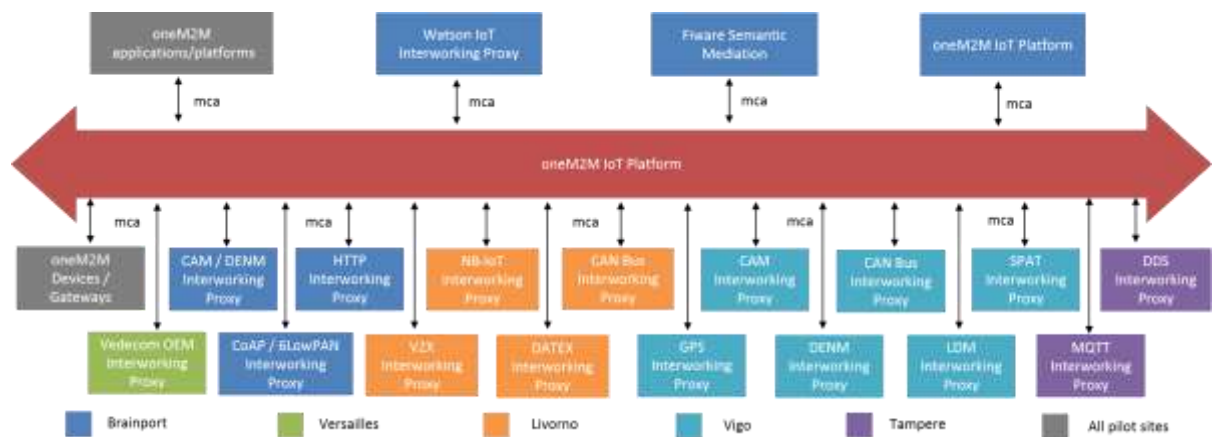 oneM2M
applications/platforms
Watson IoT
Interworking Proxy
Fiware Semantic
Mediation
oneM2M IoT Platform
mca
mca
mca
mca
oneM2M IoT Platform
mca
mca
mca
mca
mca
oneM2M
Devices /
Gateways
CAM / DENM
Interworking
Proxy
HTTP
Interworking
Proxy
NB-IoT
Interworking
Proxy
CAN Bus
Interworking
Proxy
CAM
Interworking
Proxy
CAN Bus
Interworking
Proxy
SPAT
Interworking
Proxy
DDS
Interworking
Proxy
Vedecom OEM
Interworking
Proxy
CoAP / 6LowPAN
Interworking
Proxy
V2X
Interworking
Proxy
DATEX
Interworking
Proxy
GPS
Interworking
Proxy
DENM
Interworking
Proxy
LDM
Interworking
Proxy
MQTT
Interworking
Proxy
Brainport
Versailles
Livorno
Vigo
Tampere
All pilot sites